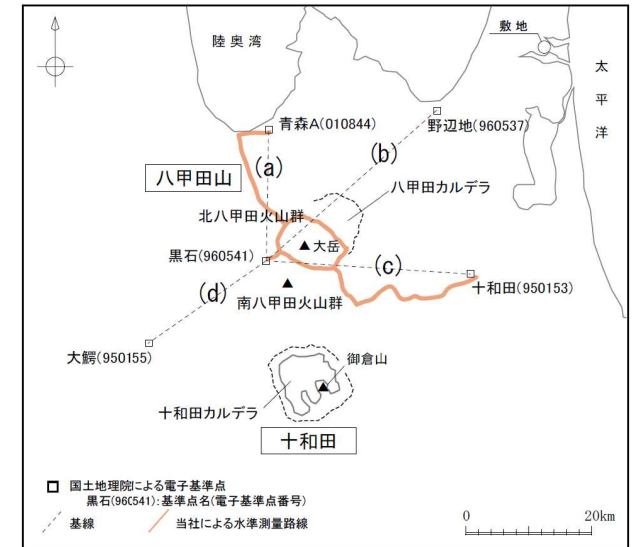 陸奥湾
敷地
太平洋
青森A(010844)
野辺地(960537)
(a)
(b)
八甲田山
八甲田カルデラ
北八甲田火山群
▲大岳
黒石(960541)
(c)
(d)
十和田(950153)
▲
南八甲田火山群
大鰐(950155)
御倉山
▲
十和田カルデラ
十和田
国土地理院による電子基準点
黒石(96C541):基準点名(電子基準点番号)
基線
当社による水準測量路線
0 20km